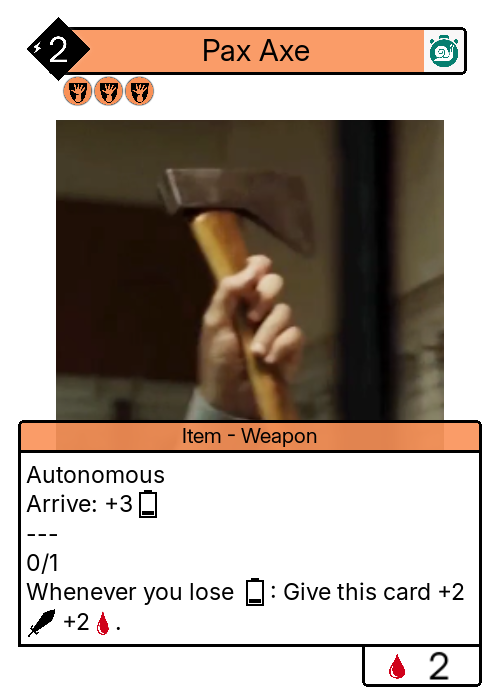 2
Pax Axe
Item - Weapon
Autonomous
Arrive: +3
---
0/1
Whenever you lose : Give this card +2
+2 .
2